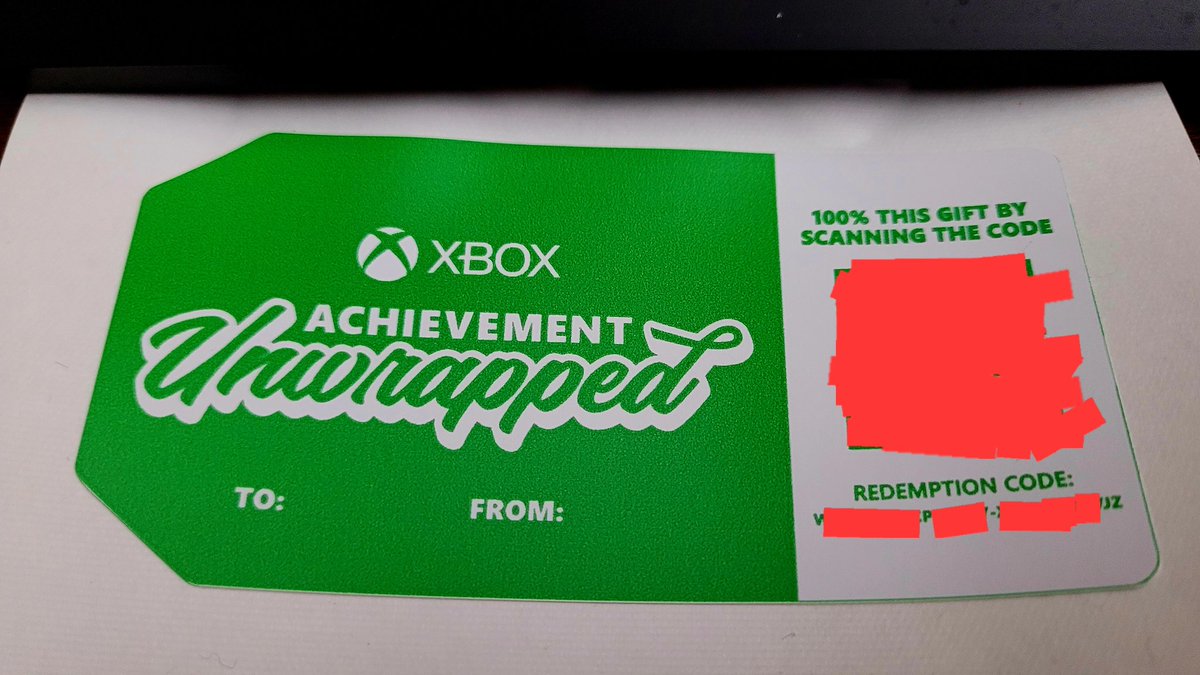 XBOX
ACHIEVEMENT
Unwrapped
TO:
FROM:
100% THIS GIFT BY
SCANNING THE CODE
REDEMPTION CODE: